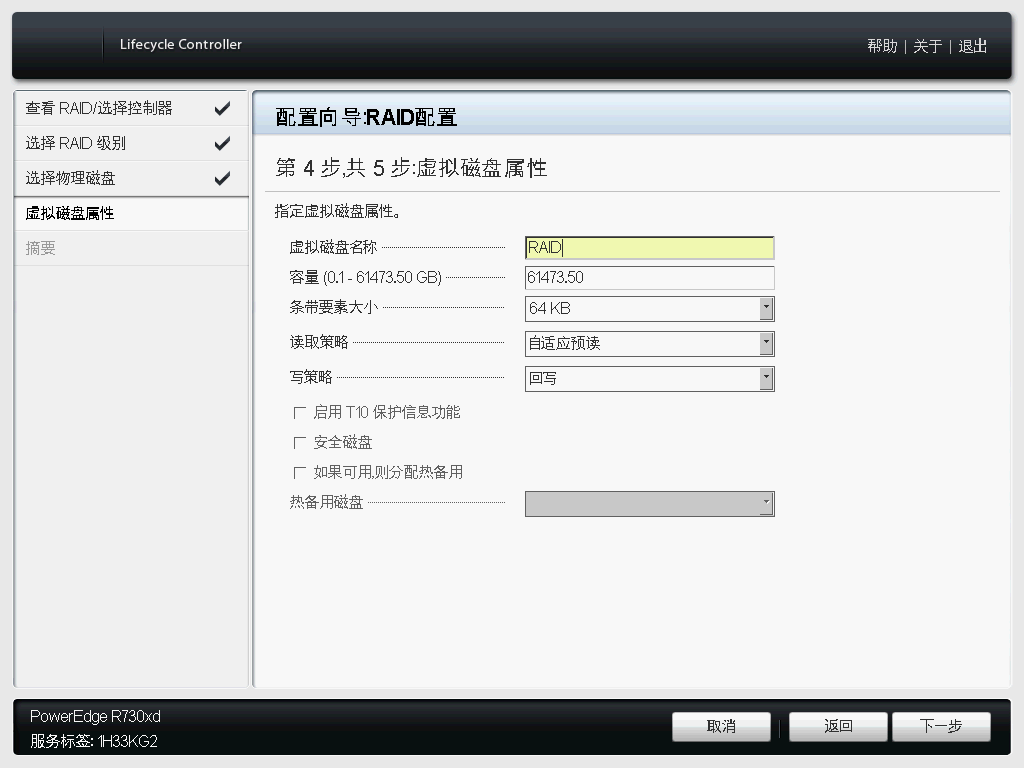 Lifecycle Controller
帮助 | 关于 | 退出
查看 RAID/选择控制器
选择 RAID 级别
选择物理磁盘
虚拟磁盘属性
摘要
配置向导:RAID配置
第 4 步,共 5 步:虚拟磁盘属性
指定虚拟磁盘属性。
虚拟磁盘名称 RAID
容量 (0.1 - 61473.50 GB) 61473.50
条带要素大小 64 KB
读取策略 自适应预读
写策略 回写
启用 T10 保护信息功能
安全磁盘
如果可用,则分配热备用
热备用磁盘
PowerEdge R730xd
服务标签: 1H33KG2
取消 | 返回 下一步